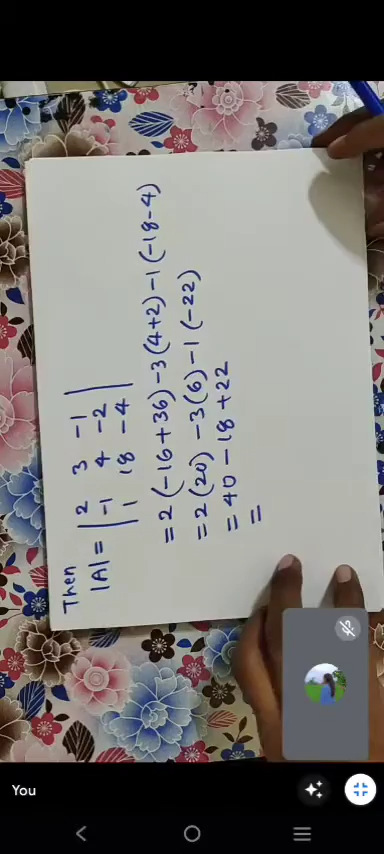 Then
|A| = | 2 3 -1 |
| -1 4 -2 |
| 1 18 -4 |
= 2 (-16 + 36) - 3 (4+2) - 1 (-18 - 4)
= 2 (20) - 3(6) - 1 (-22)
= 40 - 18 + 22
=
You